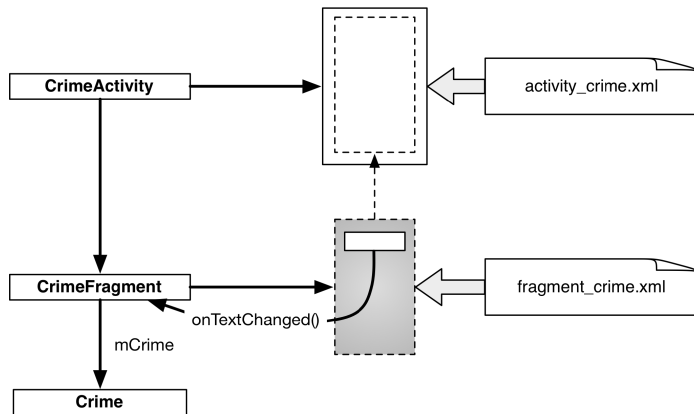 CrimeActivity
activity_crime.xml
CrimeFragment
fragment_crime.xml
onTextChanged()
mCrime
Crime